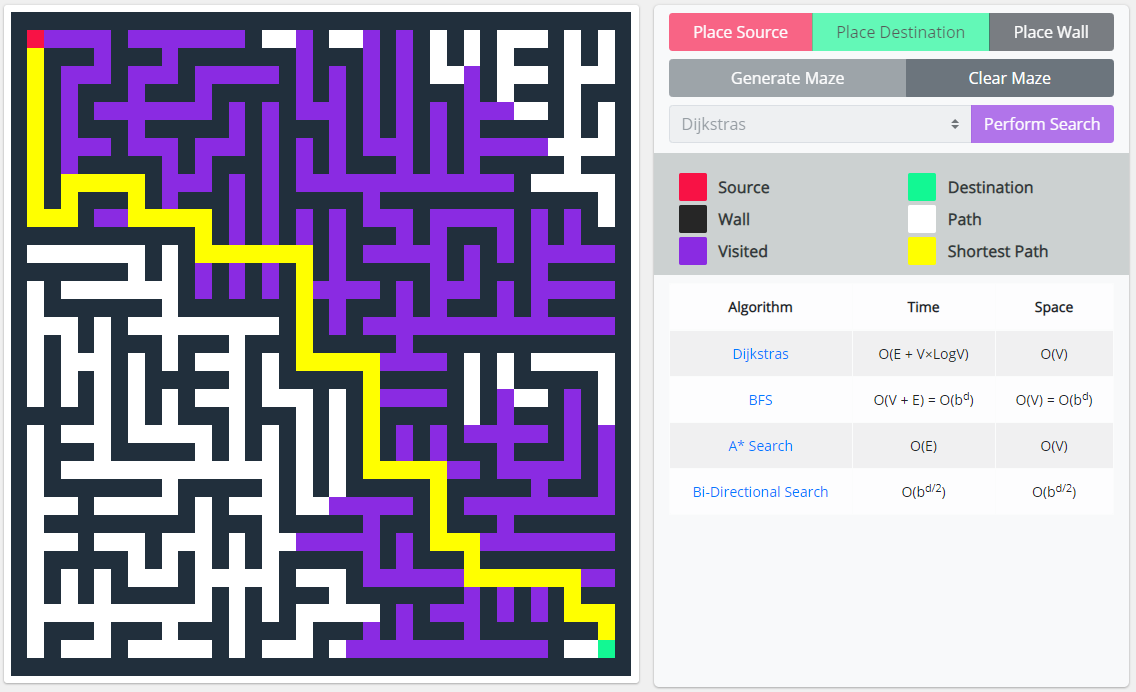 Place Source Place Destination Place Wall
Generate Maze Clear Maze
Dijkstras Perform Search
Source Destination
Wall Path
Visited Shortest Path
Algorithm Time Space
Dijkstras O(E + V×LogV) O(V)
BFS O(V + E) = O(b^d) O(V) = O(b^d)
A* Search O(E) O(V)
Bi-Directional Search O(b^d/2) O(b^d/2)